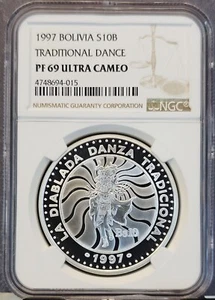 1997 BOLIVIA S10B
TRADITIONAL DANCE
PF 69 ULTRA CAMEO
4748694-015
NUMISMATIC GUARANTY CORPORATION
NGC
LA DIABLADA DANZA TRADICIONAL
Bs10
•1997•